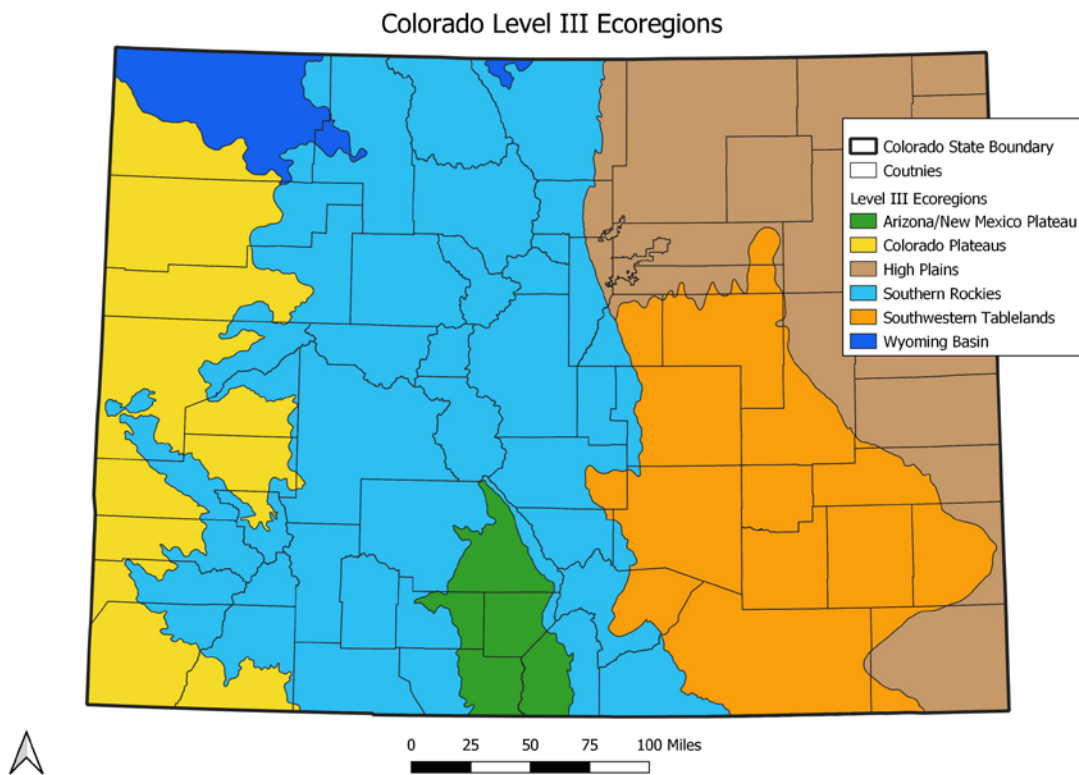 Colorado Level III Ecoregions
Colorado State Boundary
Coutnies
Level III Ecoregions
Arizona/New Mexico Plateau
Colorado Plateaus
High Plains
Southern Rockies
Southwestern Tablelands
Wyoming Basin
0 25 50 75 100 Miles